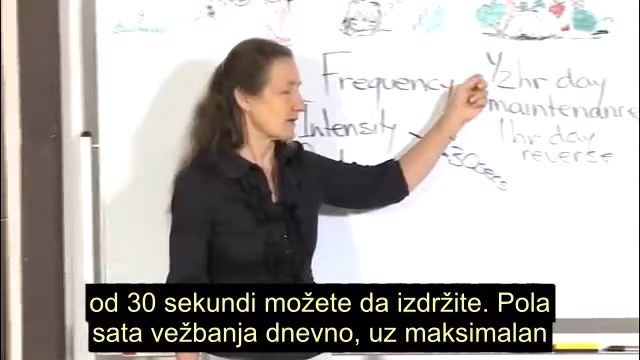 Frequency
1/2hr day
maintenance
Intensity
1hr day
30secs
reverse
od 30 sekundi možete da izdržite. Pola
sata vežbanja dnevno, uz maksimalan